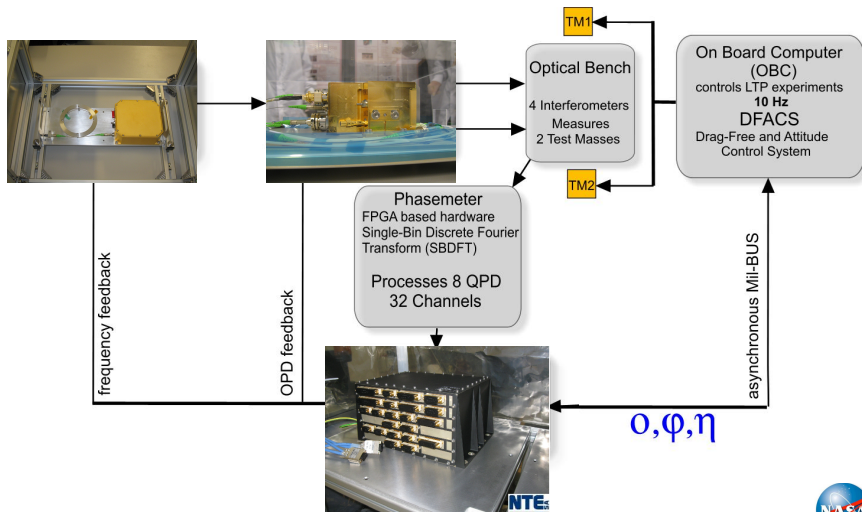 TM1
Optical Bench
4 Interferometers
Measures
2 Test Masses
On Board Computer
(OBC)
controls LTP experiments
10 Hz
DFACS
Drag-Free and Attitude
Control System
TM2
Phasemeter
FPGA based hardware
Single-Bin Discrete Fourier
Transform (SBDFT)
Processes 8 QPD
32 Channels
frequency feedback
OPD feedback
asynchronous Mil-BUS
ο,φ,η
NTE SA
NASA